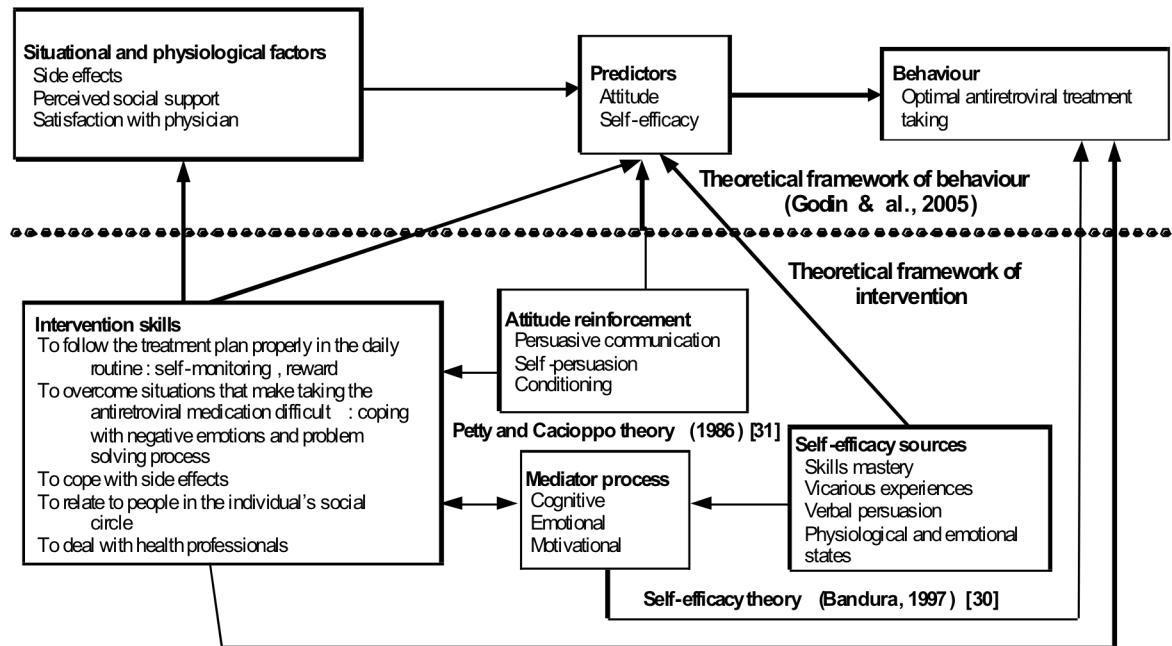 Situational and physiological factors
Side effects
Perceived social support
Satisfaction with physician
Predictors
Attitude
Self-efficacy
Behaviour
Optimal antiretroviral treatment
taking
Theoretical framework of behaviour
(Godin & al., 2005)
Theoretical framework of
intervention
Intervention skills
To follow the treatment plan properly in the daily
routine : self-monitoring , reward
To overcome situations that make taking the
antiretroviral medication difficult : coping
with negative emotions and problem
solving process
To cope with side effects
To relate to people in the individual's social
circle
To deal with health professionals
Attitude reinforcement
Persuasive communication
Self-persuasion
Conditioning
Petty and Cacioppo theory (1986) [31]
Mediator process
Cognitive
Emotional
Motivational
Self-efficacy sources
Skills mastery
Vicarious experiences
Verbal persuasion
Physiological and emotional
states
Self-efficacy theory (Bandura, 1997) [30]